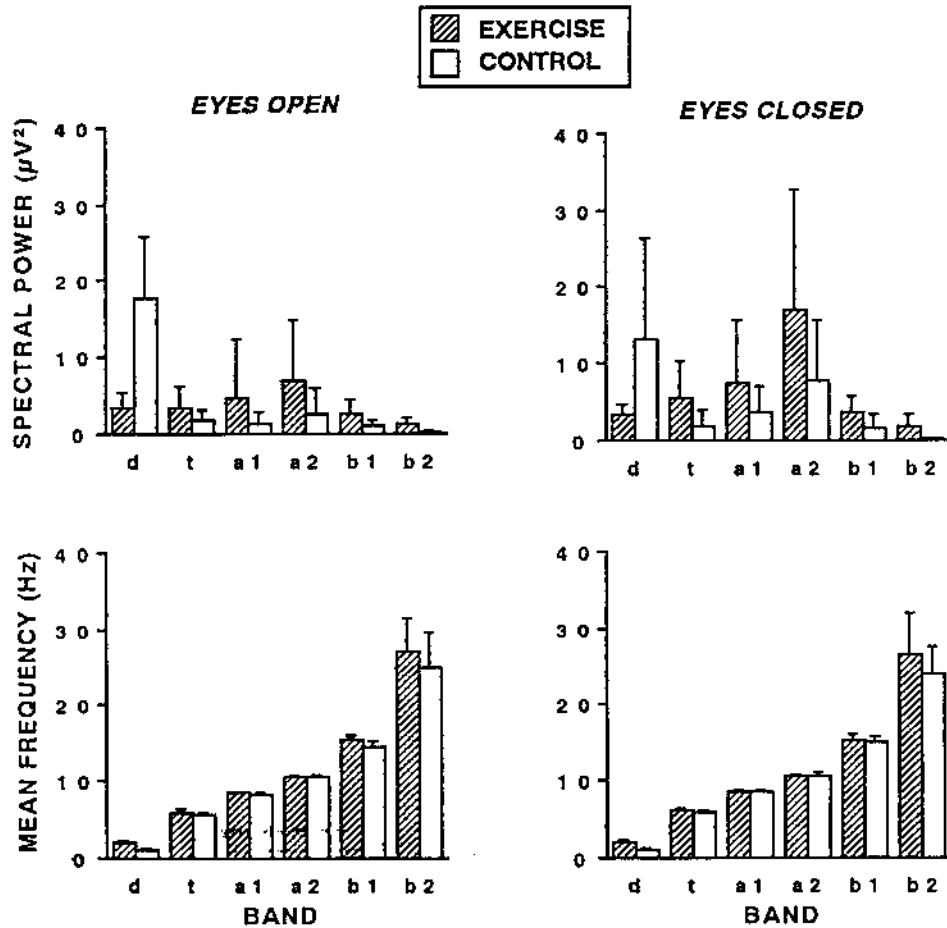 EXERCISE
CONTROL
EYES OPEN
EYES CLOSED
SPECTRAL POWER (µV²)
40
30
20
10
0
d t a1 a2 b1 b2
40
30
20
10
0
d t a1 a2 b1 b2
MEAN FREQUENCY (Hz)
40
30
20
10
0
d t a1 a2 b1 b2
BAND
40
30
20
10
0
d t a1 a2 b1 b2
BAND